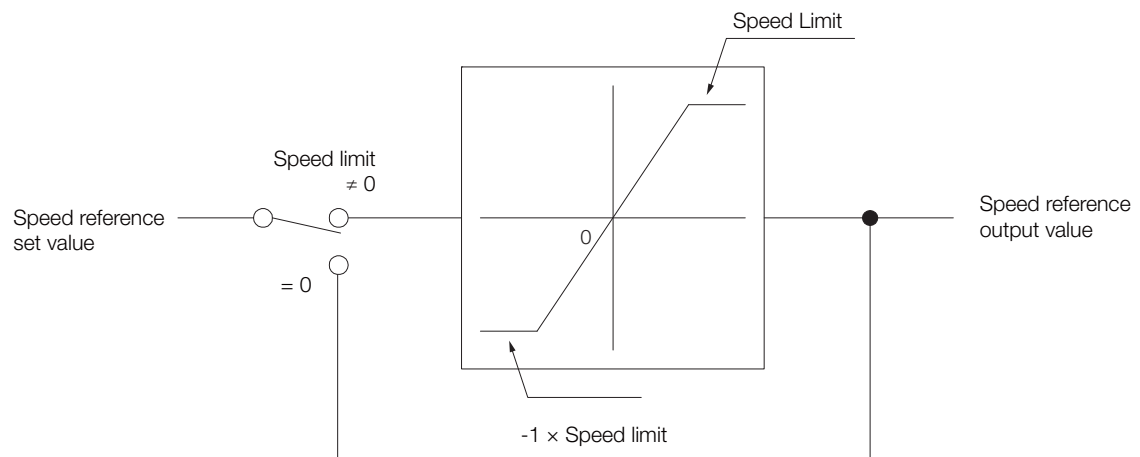 Speed Limit
Speed limit
≠ 0
Speed reference
set value
Speed reference
output value
0
= 0
-1 × Speed limit